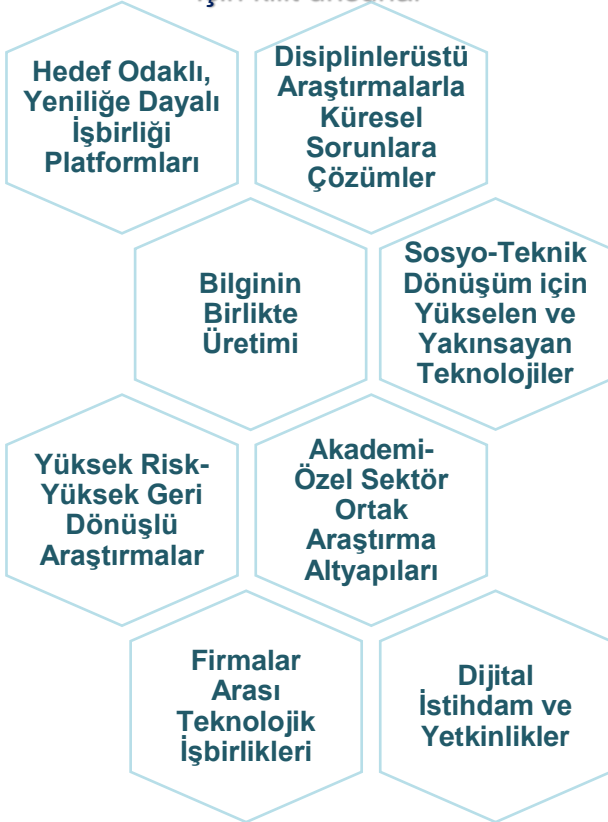 Hedef Odaklı,
Yeniliğe Dayalı
İşbirliği
Platformları
Disiplinlerüstü
Araştırmalarla
Küresel
Sorunlara
Çözümler
Bilginin
Birlikte
Üretimi
Sosyo-Teknik
Dönüşüm için
Yükselen ve
Yakınsayan
Teknolojiler
Yüksek Risk-
Yüksek Geri
Dönüşlü
Araştırmalar
Akademi-
Özel Sektör
Ortak
Araştırma
Altyapıları
Firmalar
Arası
Teknolojik
İşbirlikleri
Dijital
İstihdam ve
Yetkinlikler